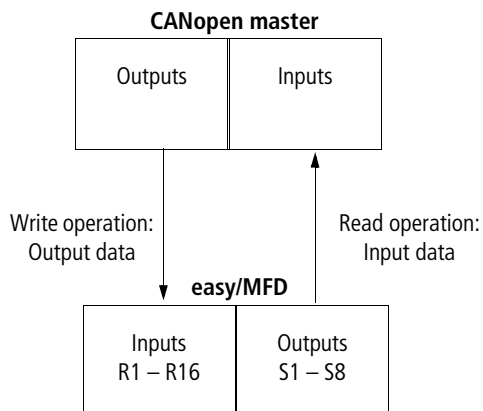 CANopen master
Outputs
Inputs
Write operation:
Output data
Read operation:
Input data
easy/MFD
Inputs
R1 – R16
Outputs
S1 – S8